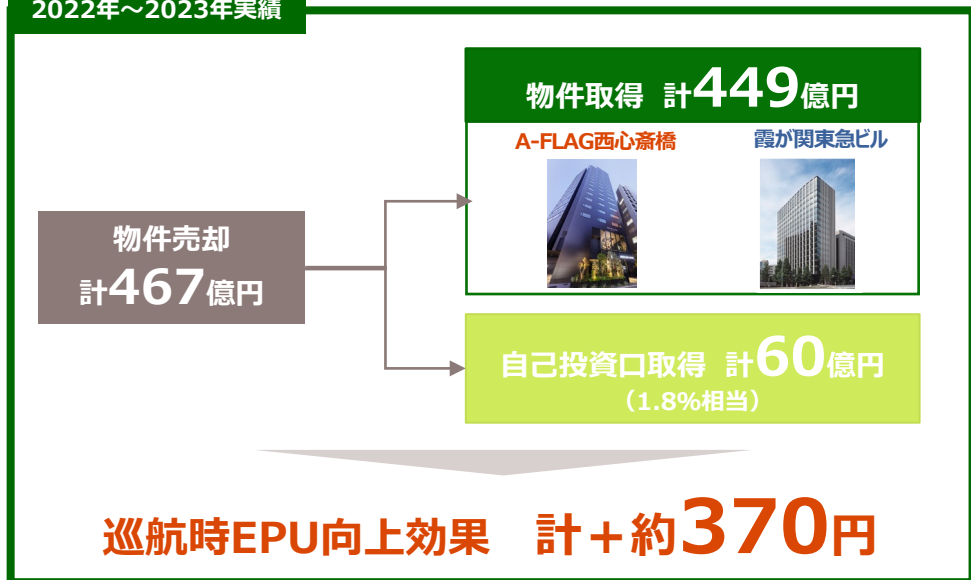 2022年～2023年実績
物件取得 計449億円
A-FLAG西心斎橋
霞が関東急ビル
物件売却
計467億円
自己投資口取得 計60億円
（1.8%相当）
巡航時EPU向上効果 計＋約370円